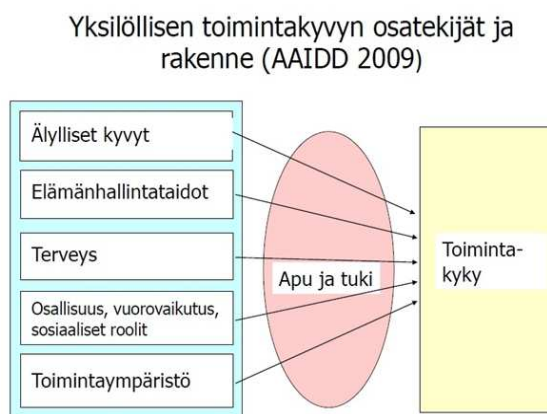 Yksilöllisen toimintakyvyn osatekijät ja
rakenne (AAIDD 2009)
Älylliset kyvyt
Elämänhallintataidot
Terveys
Osallisuus, vuorovaikutus,
sosiaaliset roolit
Toimintaympäristö
Apu ja tuki
Toiminta-
kyky